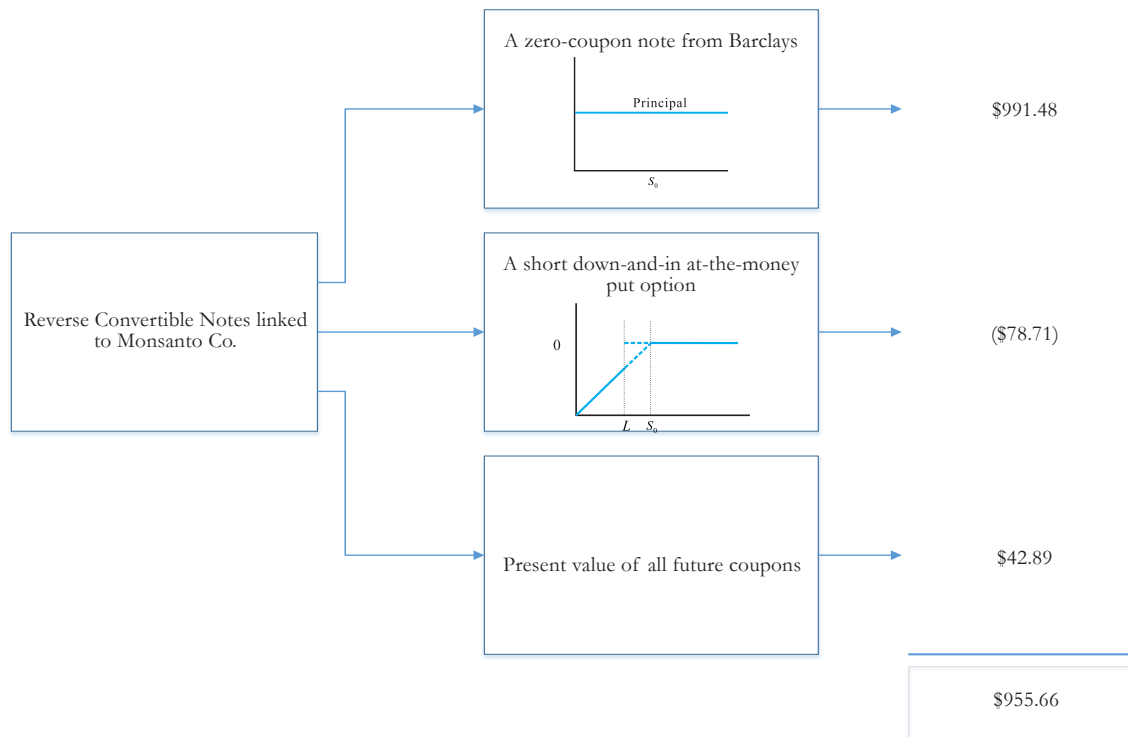 A zero-coupon note from Barclays
Principal
S₀
$991.48
Reverse Convertible Notes linked
to Monsanto Co.
A short down-and-in at-the-money
put option
0
L S₀
($78.71)
Present value of all future coupons
$42.89
$955.66